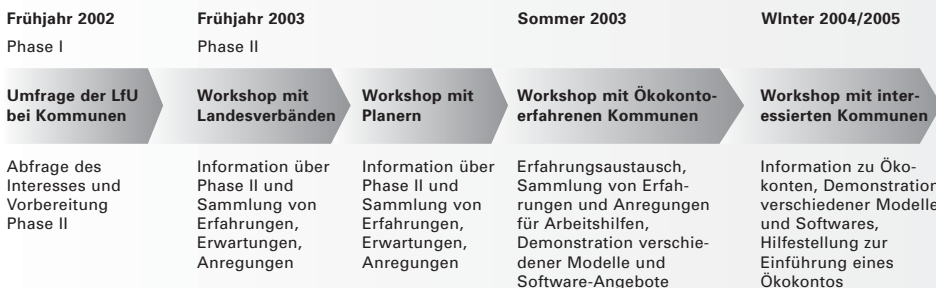 Frühjahr 2002
Phase I
Umfrage der LfU
bei Kommunen
Abfrage des
Interesses und
Vorbereitung
Phase II
Frühjahr 2003
Phase II
Workshop mit
Landesverbänden
Information über
Phase II und
Sammlung von
Erfahrungen,
Erwartungen,
Anregungen
Workshop mit
Planern
Information über
Phase II und
Sammlung von
Erfahrungen,
Erwartungen,
Anregungen
Sommer 2003
Workshop mit Ökokonto-
erfahrenen Kommunen
Erfahrungsaustausch,
Sammlung von Erfah-
rungen und Anregungen
für Arbeitshilfen,
Demonstration verschie-
dener Modelle und
Software-Angebote
WInter 2004/2005
Workshop mit inter-
essierten Kommunen
Information zu Öko-
konten, Demonstration
verschiedener Modelle
und Softwares,
Hilfestellung zur
Einführung eines
Ökokontos